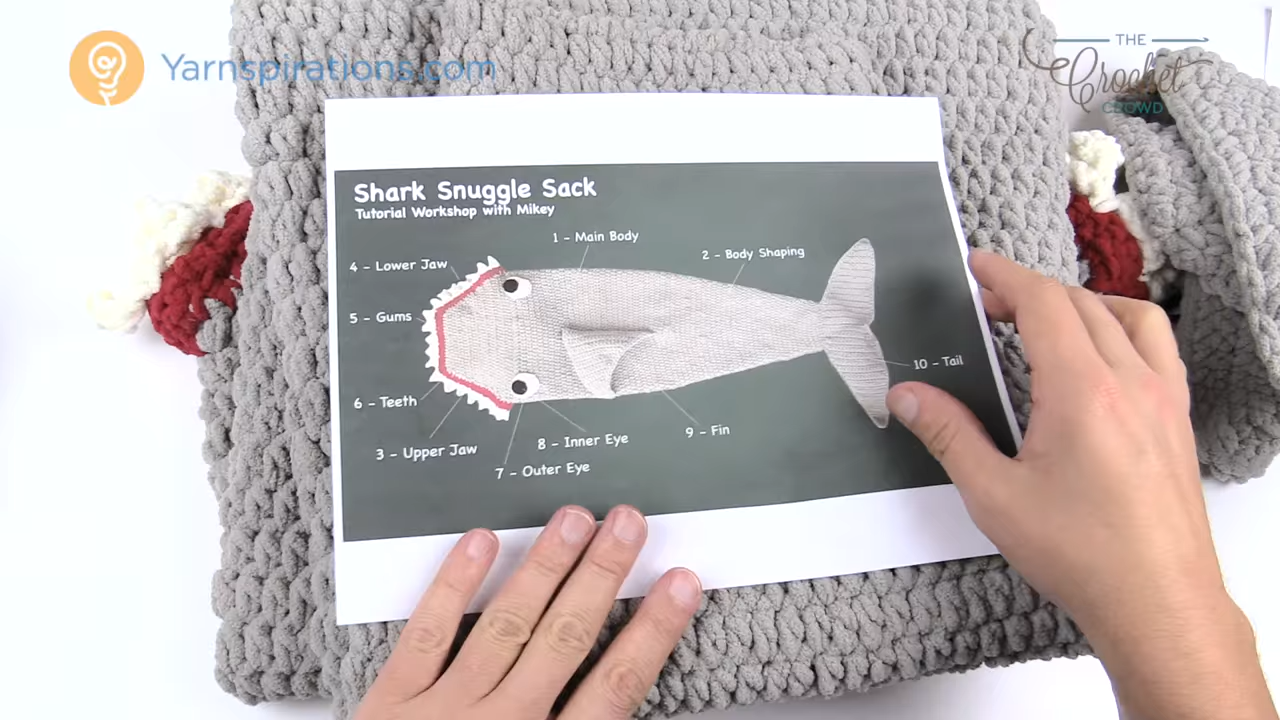 Yarnspirations.com
THE
Crochet
CROWD
Shark Snuggle Sack
Tutorial Workshop with Mikey
1 - Main Body
2 - Body Shaping
4 - Lower Jaw
5 - Gums
10 - Tail
6 - Teeth
9 - Fin
8 - Inner Eye
3 - Upper Jaw
7 - Outer Eye